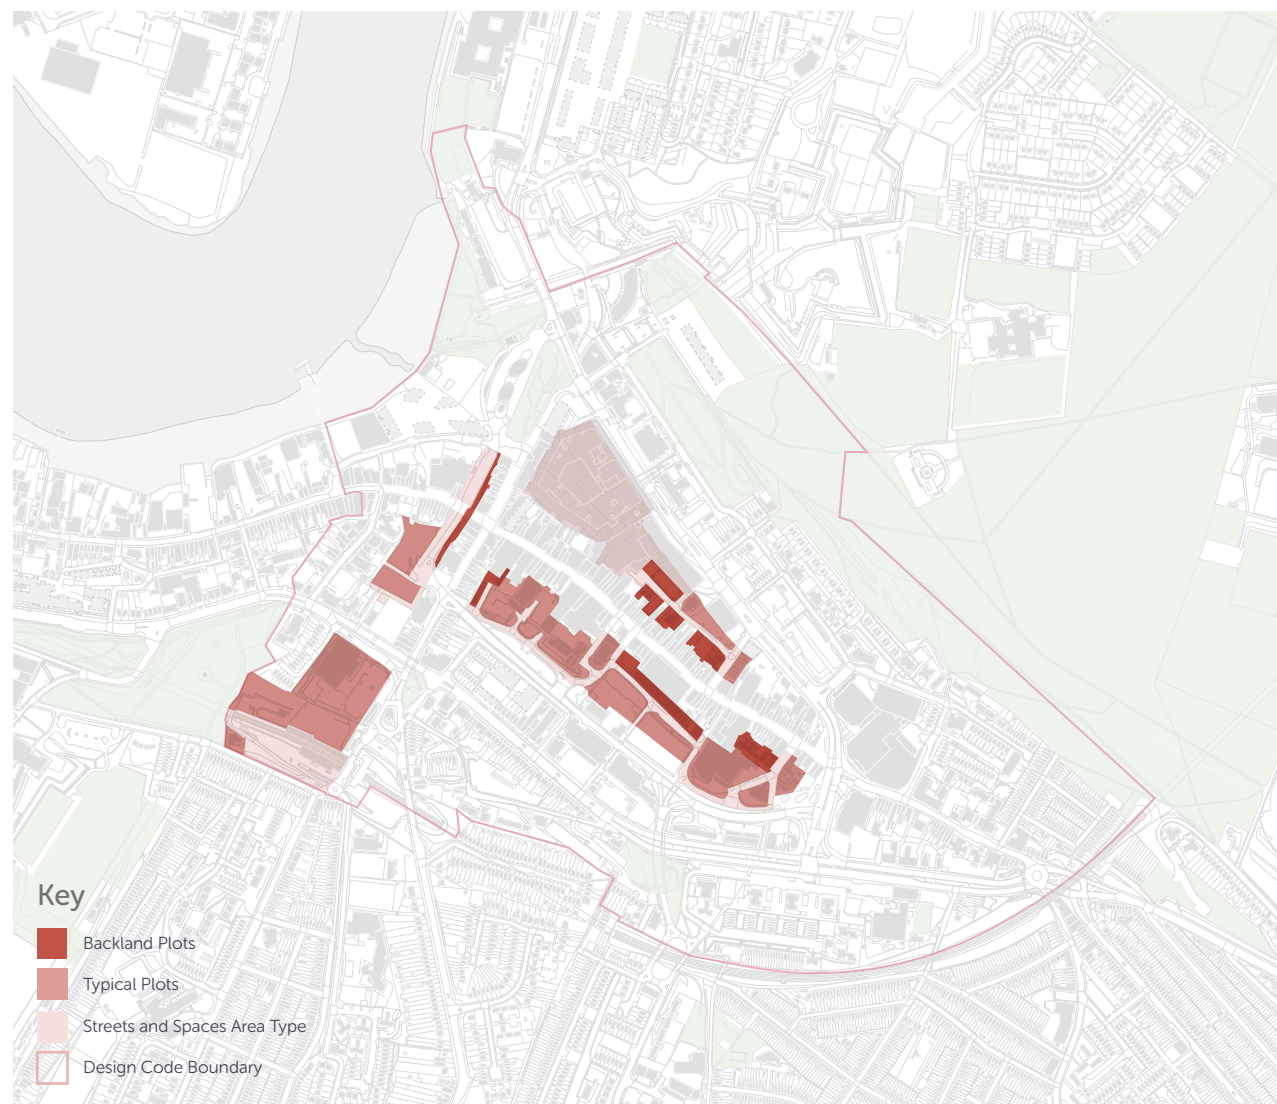 Key
Backland Plots
Typical Plots
Streets and Spaces Area Type
Design Code Boundary